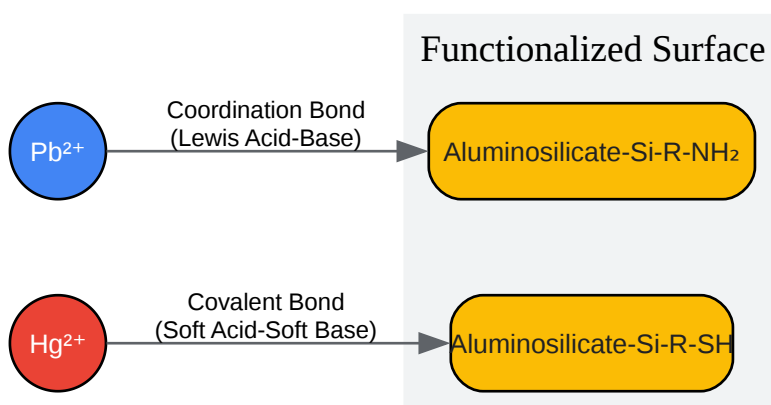 Functionalized Surface
Coordination Bond
(Lewis Acid-Base)
Pb²⁺
Aluminosilicate-Si-R-NH₂
Covalent Bond
(Soft Acid-Soft Base)
Hg²⁺
Aluminosilicate-Si-R-SH